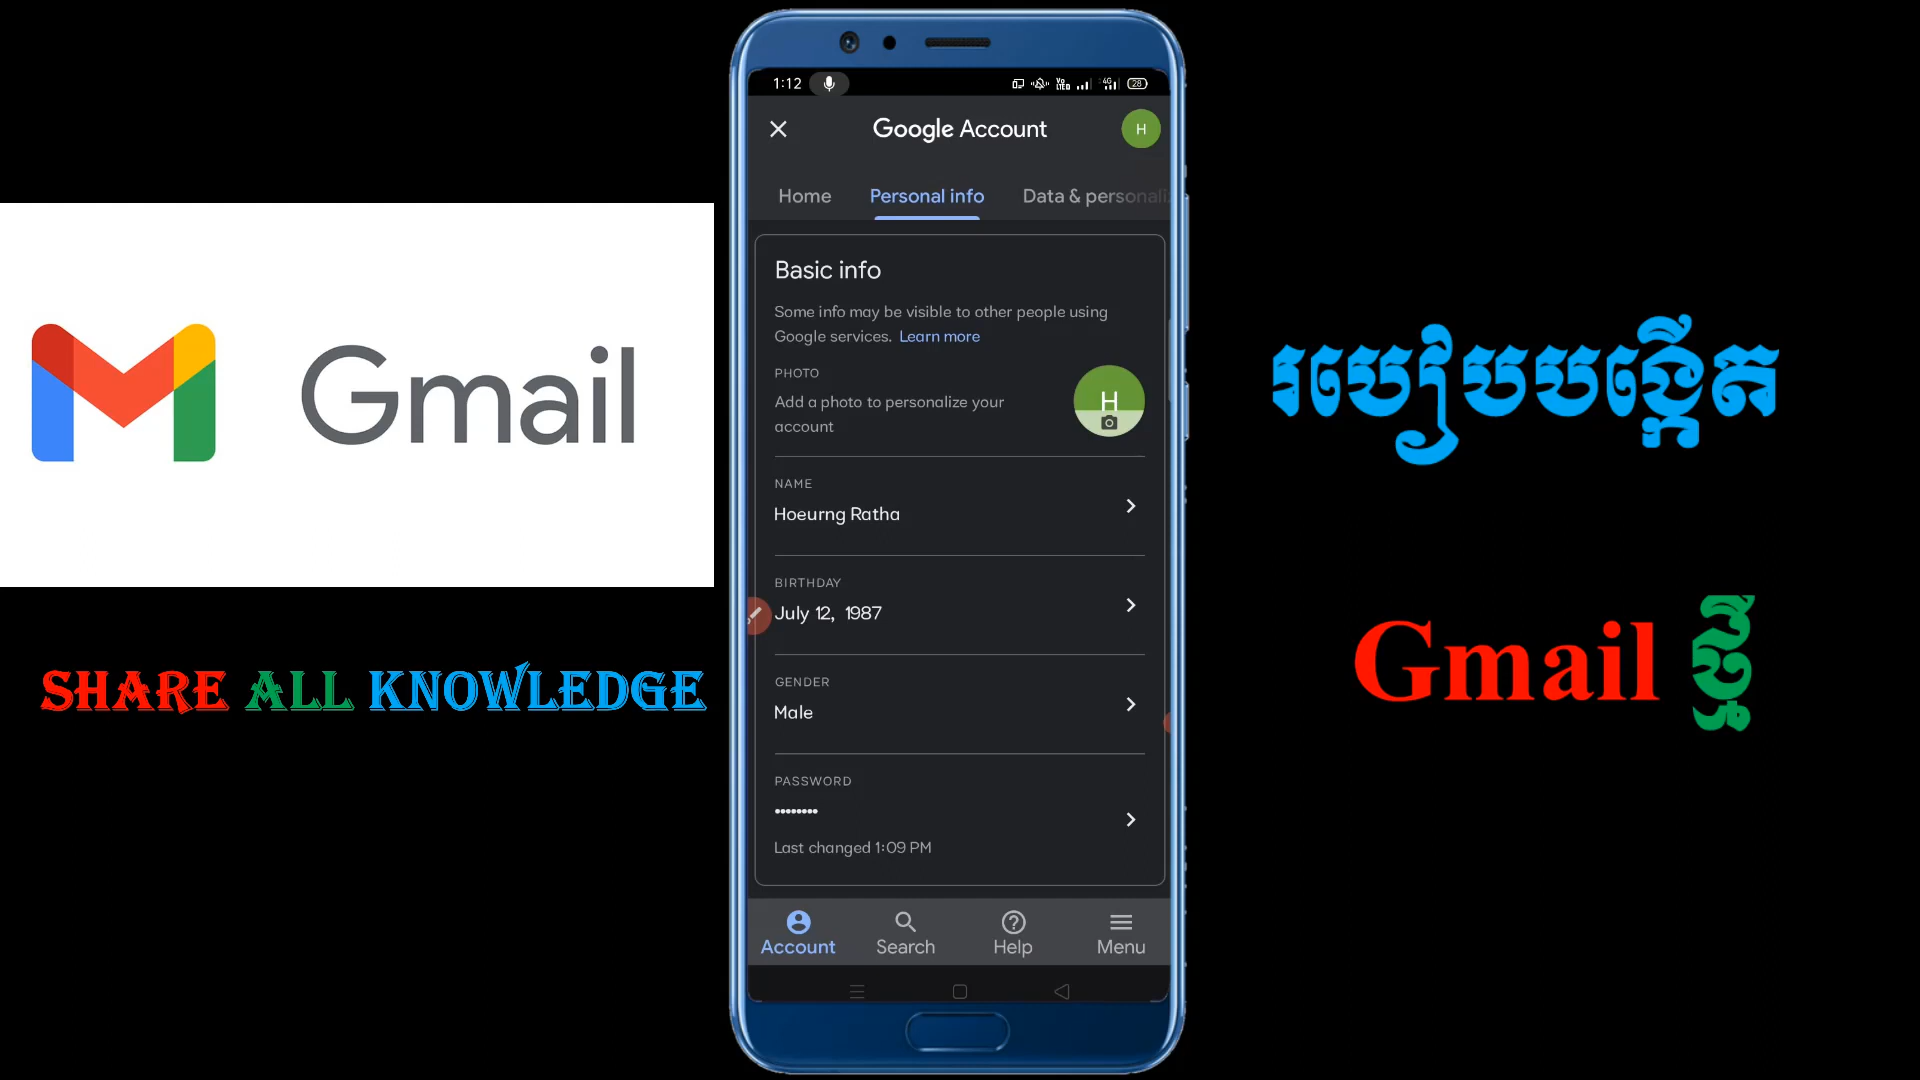 Gmail
SHARE ALL KNOWLEDGE
1:12
28
Google Account
H
Home
Personal info
Data & personali
Basic info
Some info may be visible to other people using
Google services. Learn more
PHOTO
Add a photo to personalize your
account
H
NAME
Hoeurng Ratha
BIRTHDAY
July 12, 1987
GENDER
Male
PASSWORD
••••••••
Last changed 1:09 PM
Account
Search
Help
Menu
របៀបបង្កើត
Gmail ថ្មី